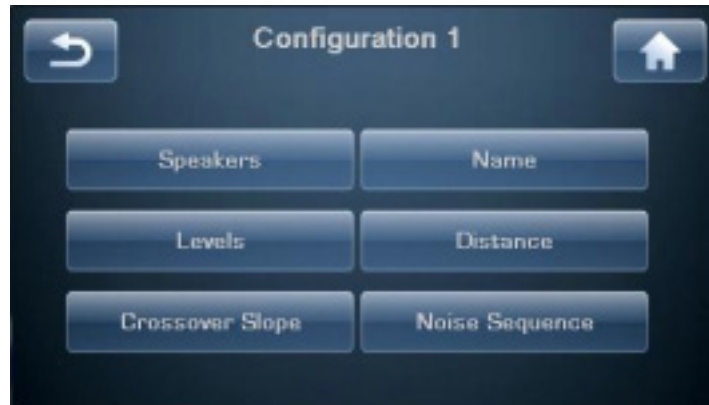 Configuration 1
Speakers
Name
Levels
Distance
Crossover Slope
Noise Sequence